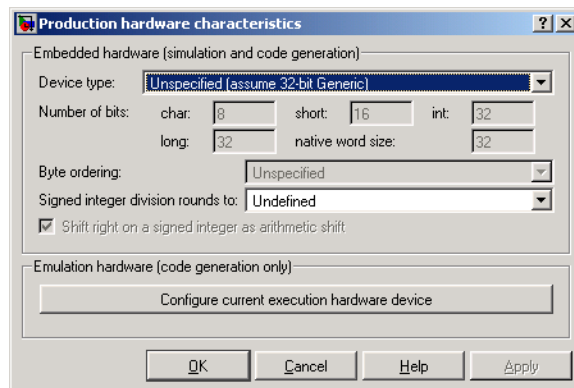 Production hardware characteristics
Embedded hardware (simulation and code generation)
Device type: Unspecified (assume 32-bit Generic)
Number of bits: char: 8 short: 16 int: 32
long: 32 native word size: 32
Byte ordering: Unspecified
Signed integer division rounds to: Undefined
Shift right on a signed integer as arithmetic shift
Emulation hardware (code generation only)
Configure current execution hardware device
OK Cancel Help Apply